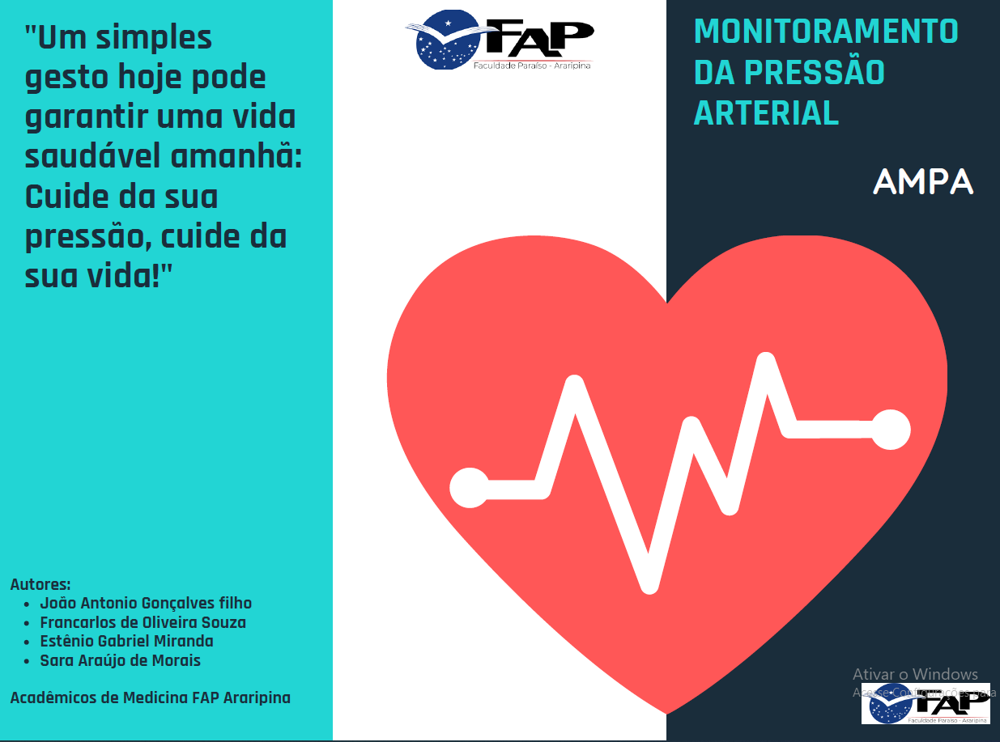 "Um simples
gesto hoje pode
garantir uma vida
saudável amanhã:
Cuide da sua
pressão, cuide da
sua vida!"
Autores:
• João Antonio Gonçalves filho
• Francarlos de Oliveira Souza
• Estênio Gabriel Miranda
• Sara Araújo de Morais
Acadêmicos de Medicina FAP Araripina
FAP
Faculdade Paraíso - Araripina
MONITORAMENTO
DA PRESSÃO
ARTERIAL
AMPA
Ativar o Windows
Acesse Configurações para
FAP
Faculdade Paraíso - Araripina